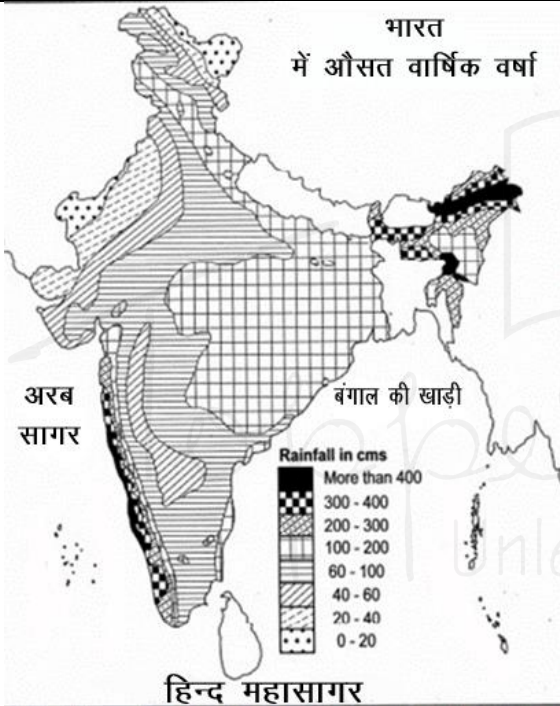 भारत
में औसत वार्षिक वर्षा
अरब
सागर
बंगाल की खाड़ी
Rainfall in cms
More than 400
300 - 400
200 - 300
100 - 200
60 - 100
40 - 60
20 - 40
0 - 20
हिन्द महासागर